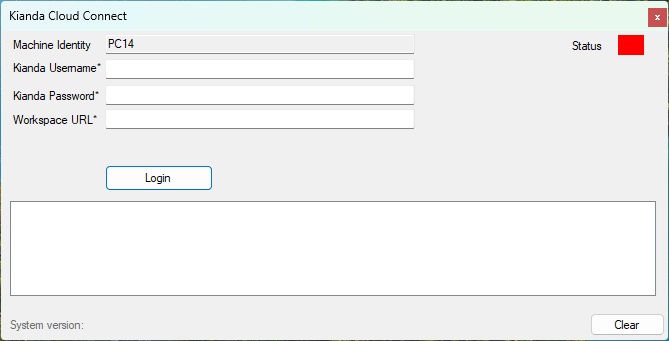 Kianda Cloud Connect x
Machine Identity PC14 Status
Kianda Username*
Kianda Password*
Workspace URL*
Login
System version: Clear